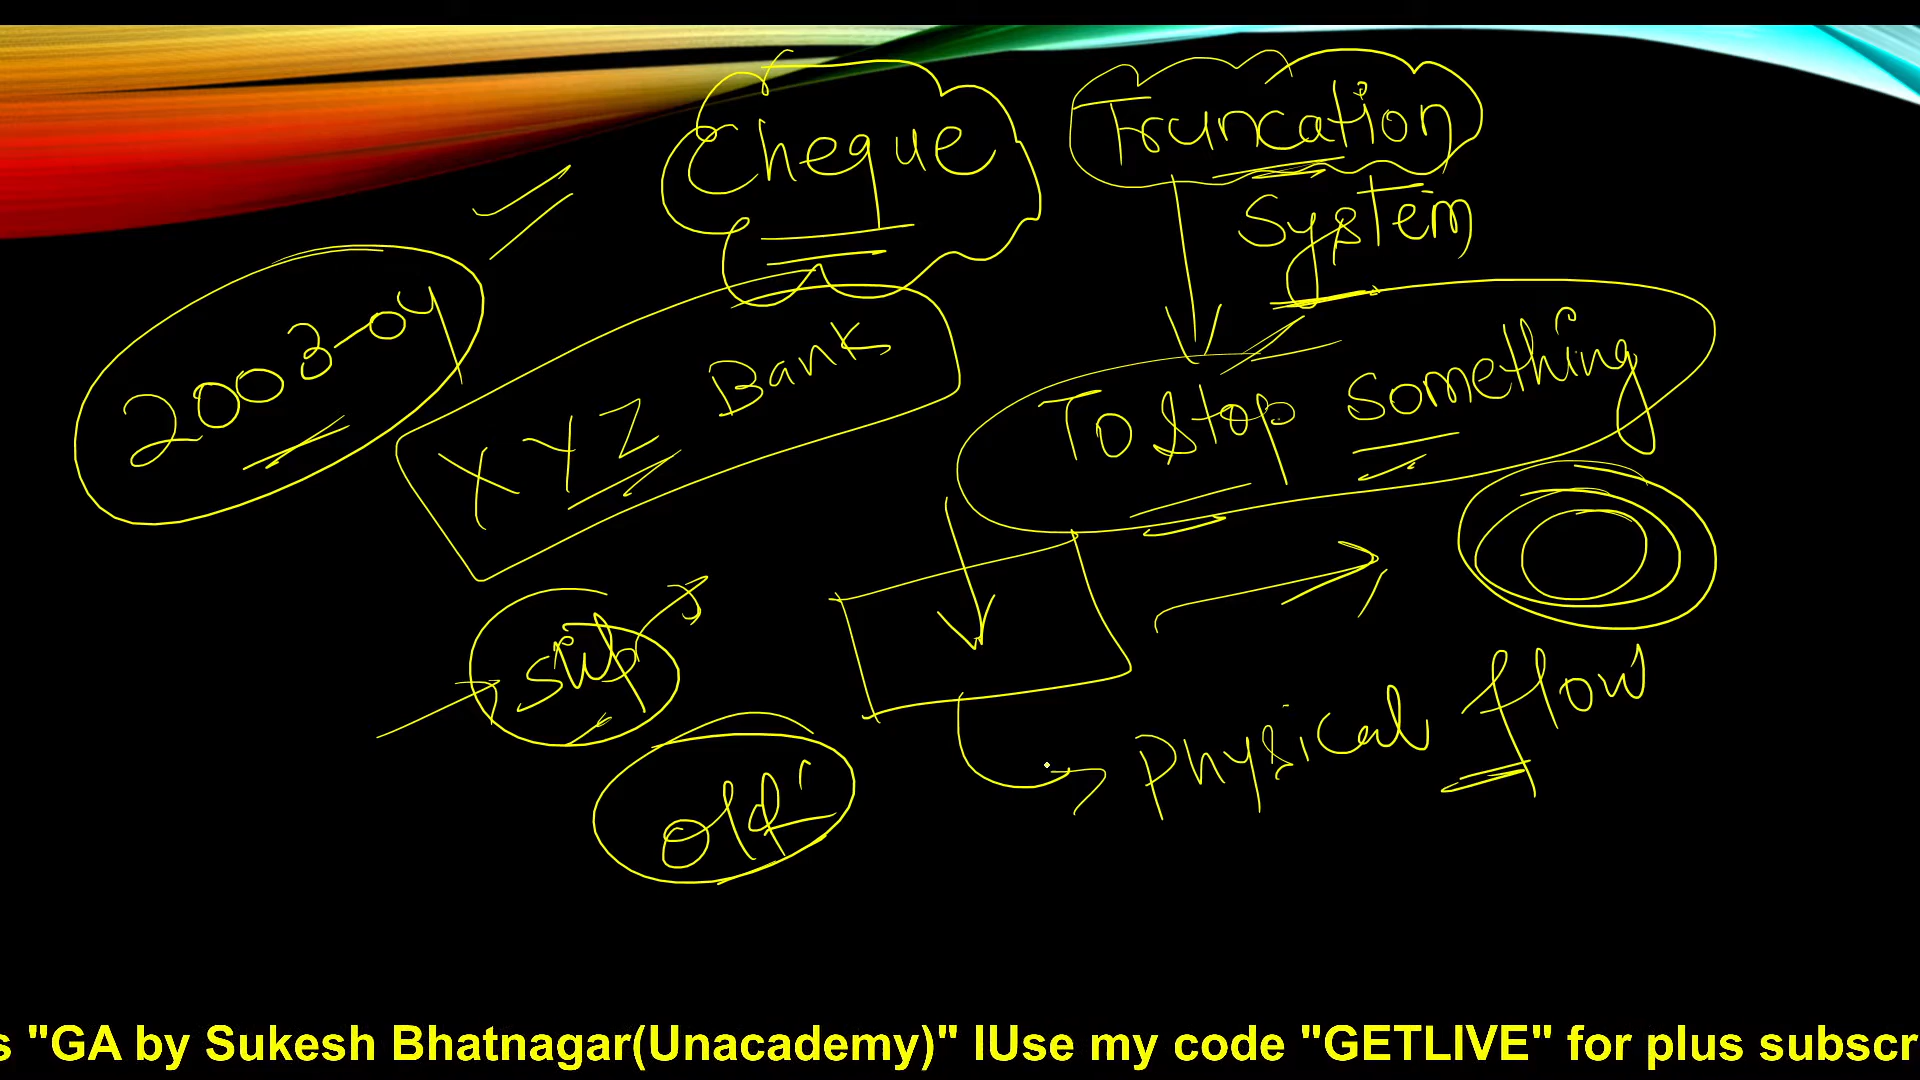 Cheque Truncation
System
2003-04
XYZ Bank
To Stop Something
Slip
Physical flow
s "GA by Sukesh Bhatnagar(Unacademy)" lUse my code "GETLIVE" for plus subscr